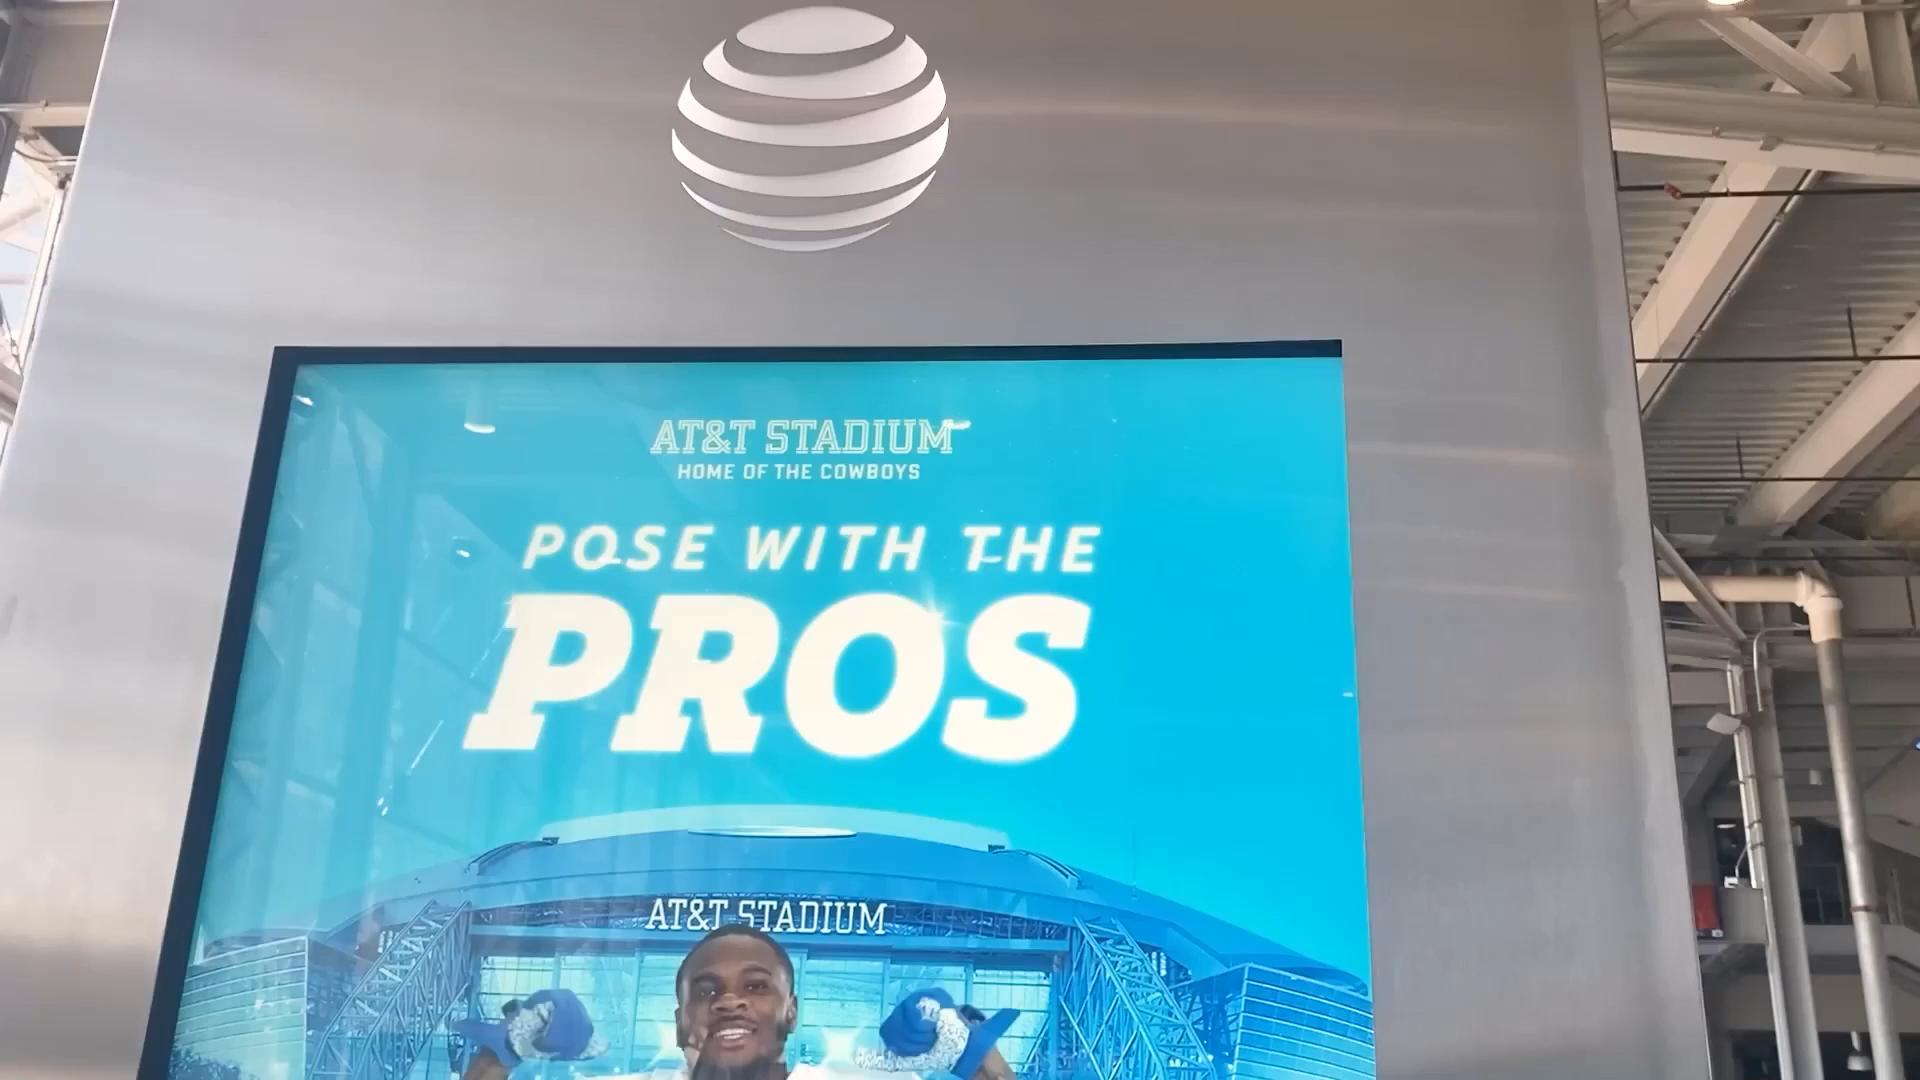 AT&T STADIUM
HOME OF THE COWBOYS
POSE WITH THE
PROS
AT&T STADIUM